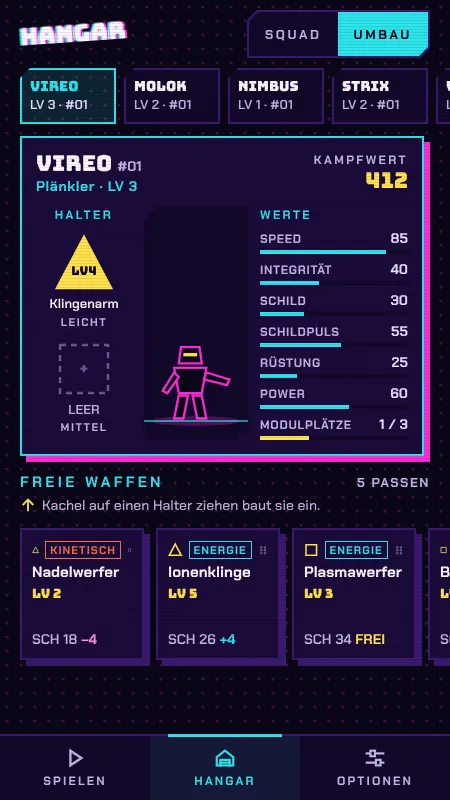 HANGAR
SQUAD
UMBAU
VIREO
LV 3 · #01
MOLOK
LV 2 · #01
NIMBUS
LV 1 · #01
STRIX
LV 2 · #01
VIREO #01
Plänkler · LV 3
KAMPFWERT
412
HALTER
LV4
Klingenarm
LEICHT
+
LEER
MITTEL
WERTE
SPEED 85
INTEGRITÄT 40
SCHILD 30
SCHILDPULS 55
RÜSTUNG 25
POWER 60
MODULPLÄTZE 1 / 3
FREIE WAFFEN
5 PASSEN
↑ Kachel auf einen Halter ziehen baut sie ein.
KINETISCH
Nadelwerfer
LV 2
SCH 18 −4
ENERGIE
Ionenklinge
LV 5
SCH 26 +4
ENERGIE
Plasmawerfer
LV 3
SCH 34 FREI
SPIELEN
HANGAR
OPTIONEN